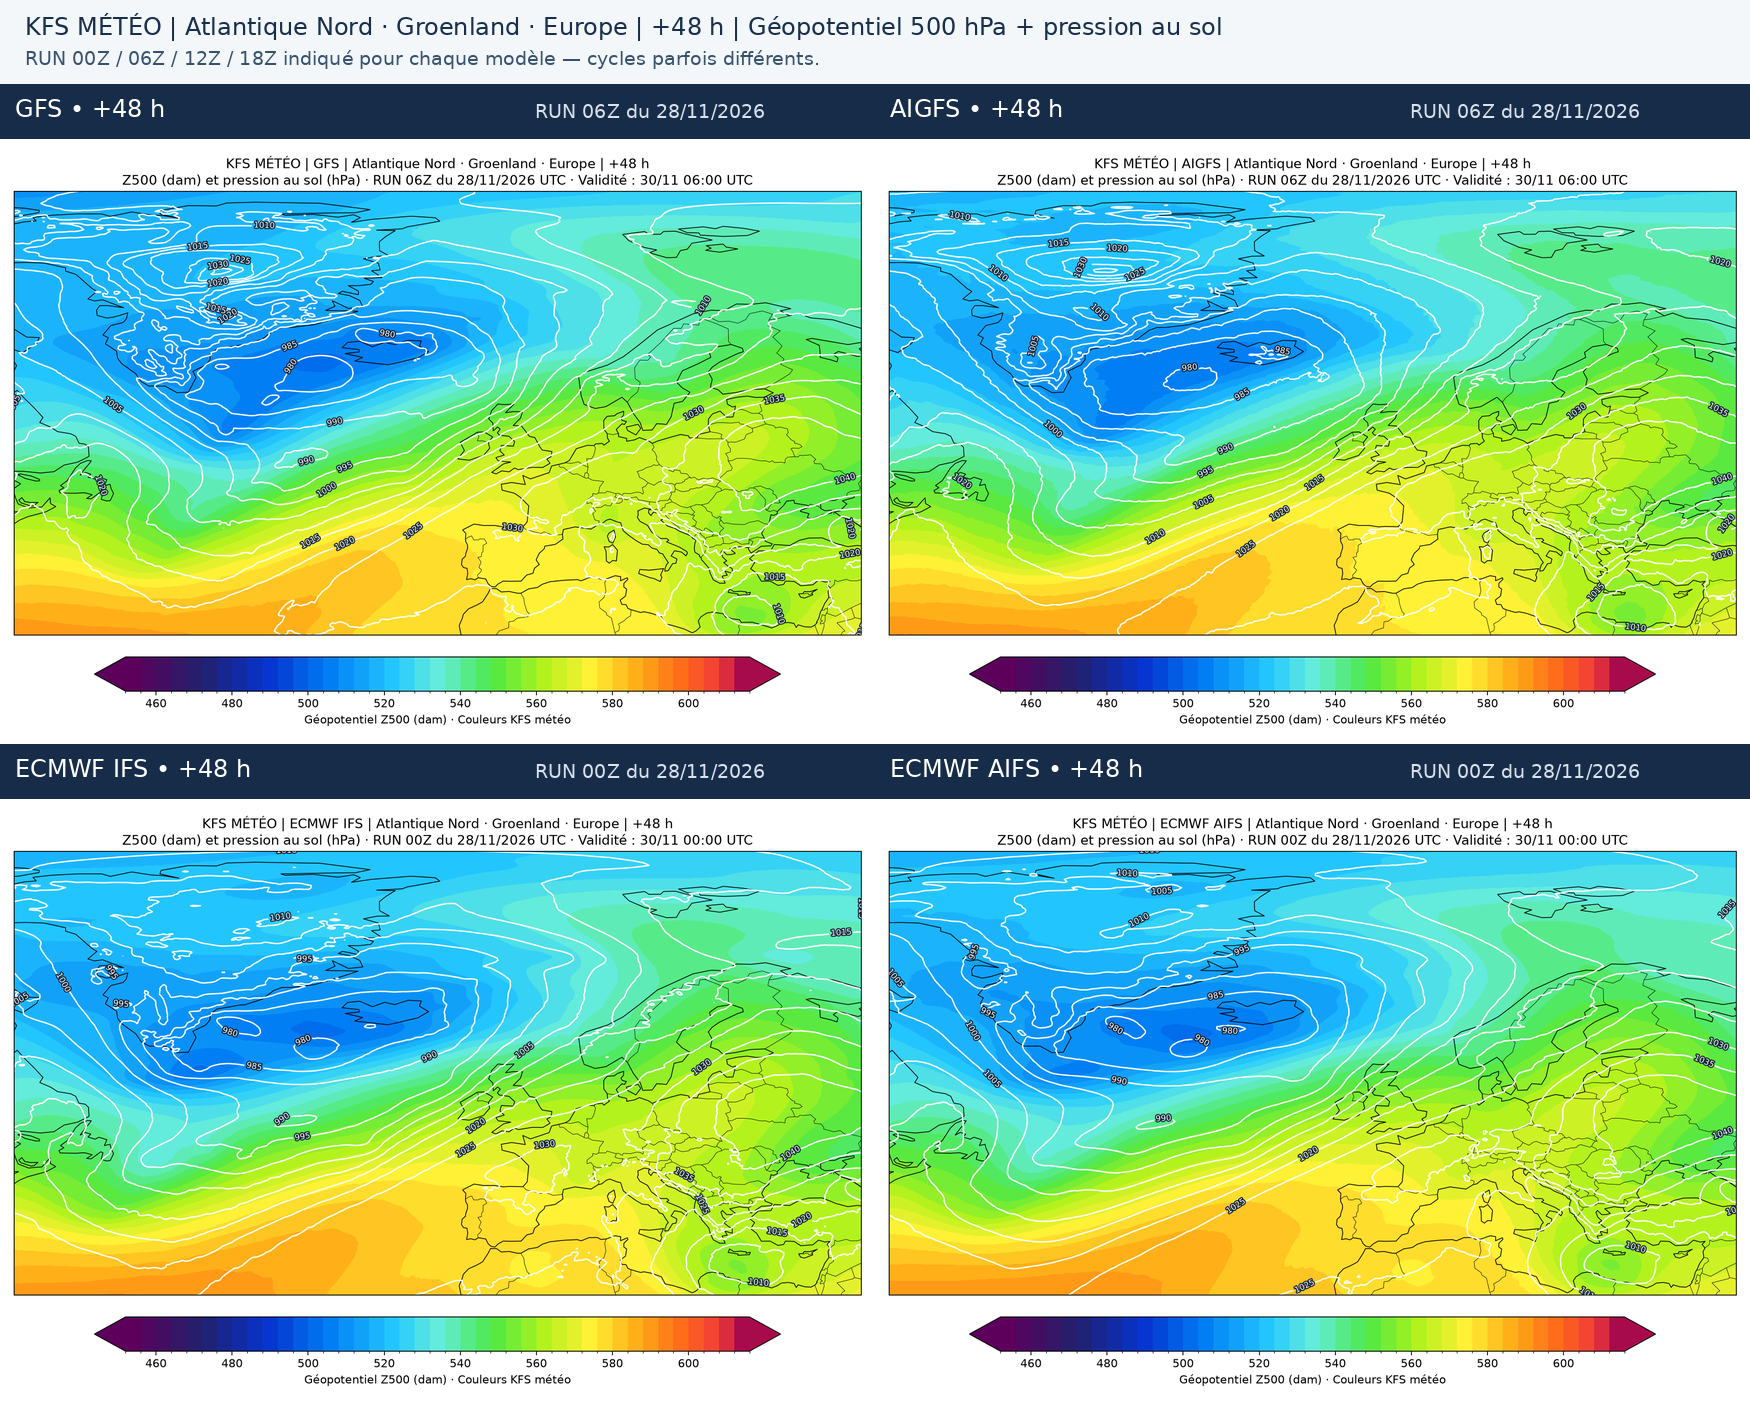 KFS MÉTÉO | Atlantique Nord · Groenland · Europe | +48 h | Géopotentiel 500 hPa + pression au sol
RUN 00Z / 06Z / 12Z / 18Z indiqué pour chaque modèle — cycles parfois différents.
GFS • +48 h
RUN 06Z du 28/11/2026
AIGFS • +48 h
RUN 06Z du 28/11/2026
KFS MÉTÉO | GFS | Atlantique Nord · Groenland · Europe | +48 h
Z500 (dam) et pression au sol (hPa) · RUN 06Z du 28/11/2026 UTC · Validité : 30/11 06:00 UTC
KFS MÉTÉO | AIGFS | Atlantique Nord · Groenland · Europe | +48 h
Z500 (dam) et pression au sol (hPa) · RUN 06Z du 28/11/2026 UTC · Validité : 30/11 06:00 UTC
460 480 500 520 540 560 580 600
Géopotentiel Z500 (dam) · Couleurs KFS météo
460 480 500 520 540 560 580 600
Géopotentiel Z500 (dam) · Couleurs KFS météo
ECMWF IFS • +48 h
RUN 00Z du 28/11/2026
ECMWF AIFS • +48 h
RUN 00Z du 28/11/2026
KFS MÉTÉO | ECMWF IFS | Atlantique Nord · Groenland · Europe | +48 h
Z500 (dam) et pression au sol (hPa) · RUN 00Z du 28/11/2026 UTC · Validité : 30/11 00:00 UTC
KFS MÉTÉO | ECMWF AIFS | Atlantique Nord · Groenland · Europe | +48 h
Z500 (dam) et pression au sol (hPa) · RUN 00Z du 28/11/2026 UTC · Validité : 30/11 00:00 UTC
460 480 500 520 540 560 580 600
Géopotentiel Z500 (dam) · Couleurs KFS météo
460 480 500 520 540 560 580 600
Géopotentiel Z500 (dam) · Couleurs KFS météo